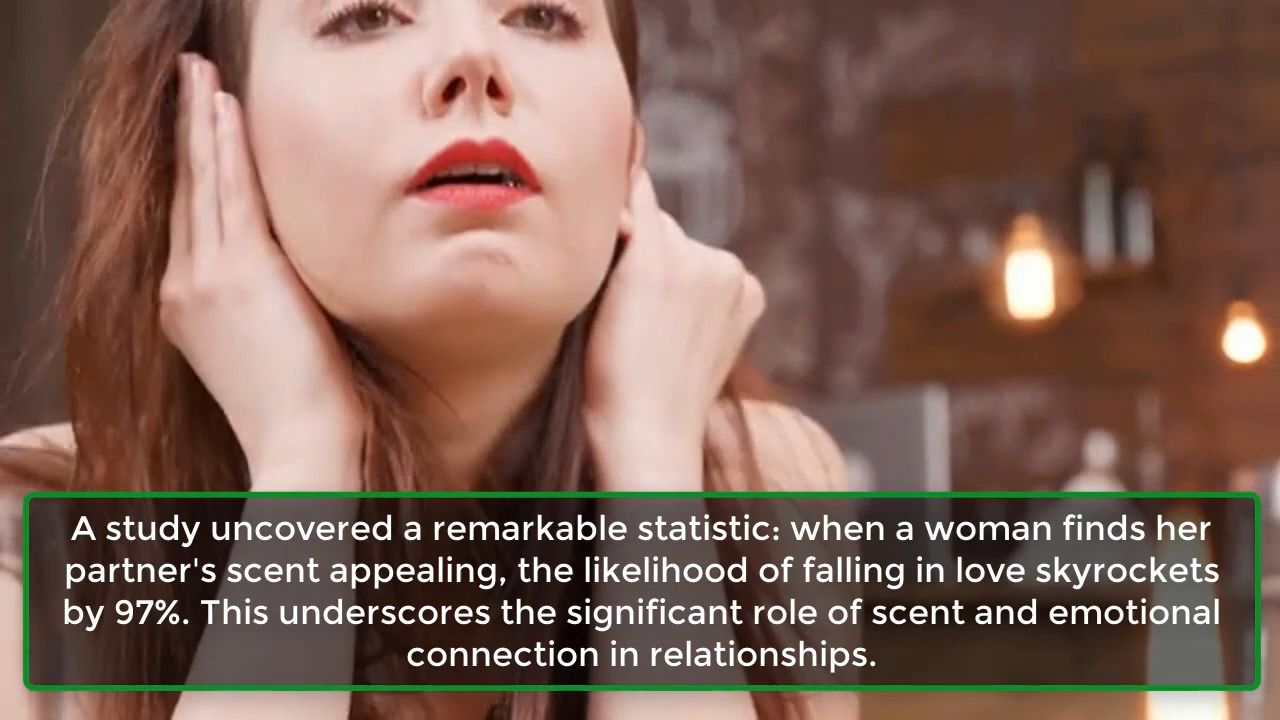 A study uncovered a remarkable statistic: when a woman finds her
partner's scent appealing, the likelihood of falling in love skyrockets
by 97%. This underscores the significant role of scent and emotional
connection in relationships.